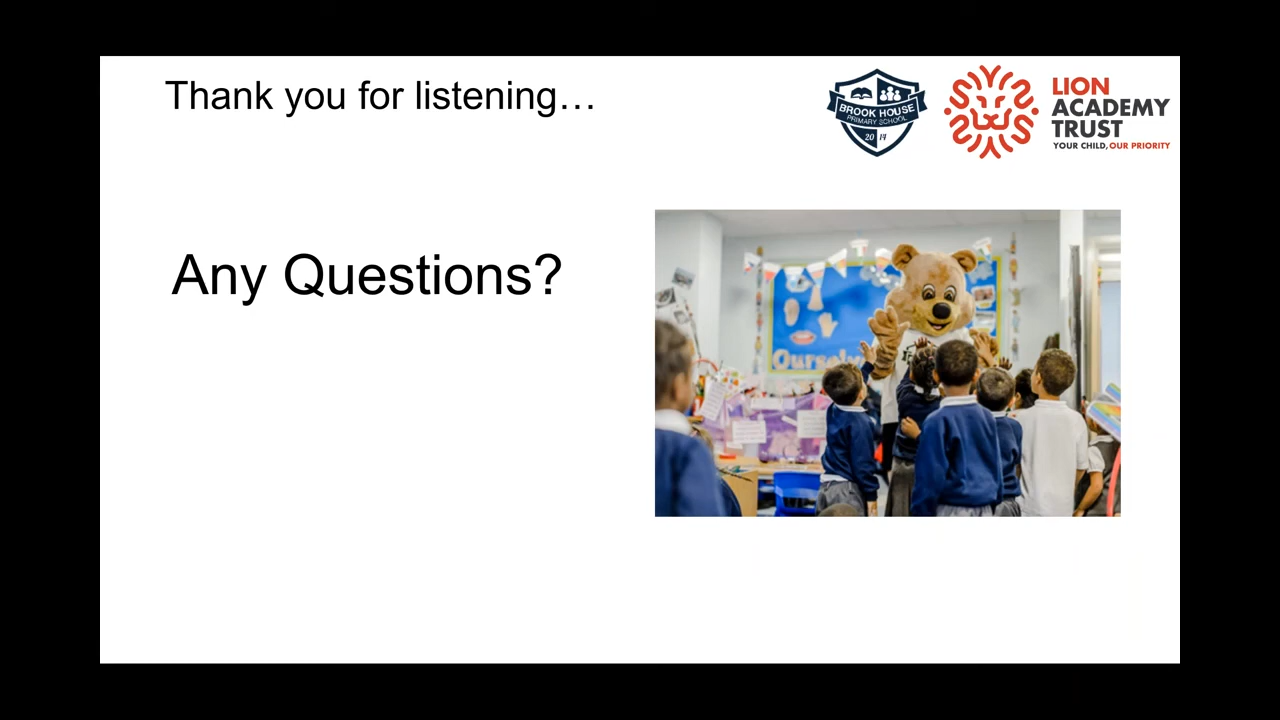 Thank you for listening…
BROOK HOUSE
PRIMARY SCHOOL
20 14
LION
ACADEMY
TRUST
YOUR CHILD, OUR PRIORITY
Any Questions?